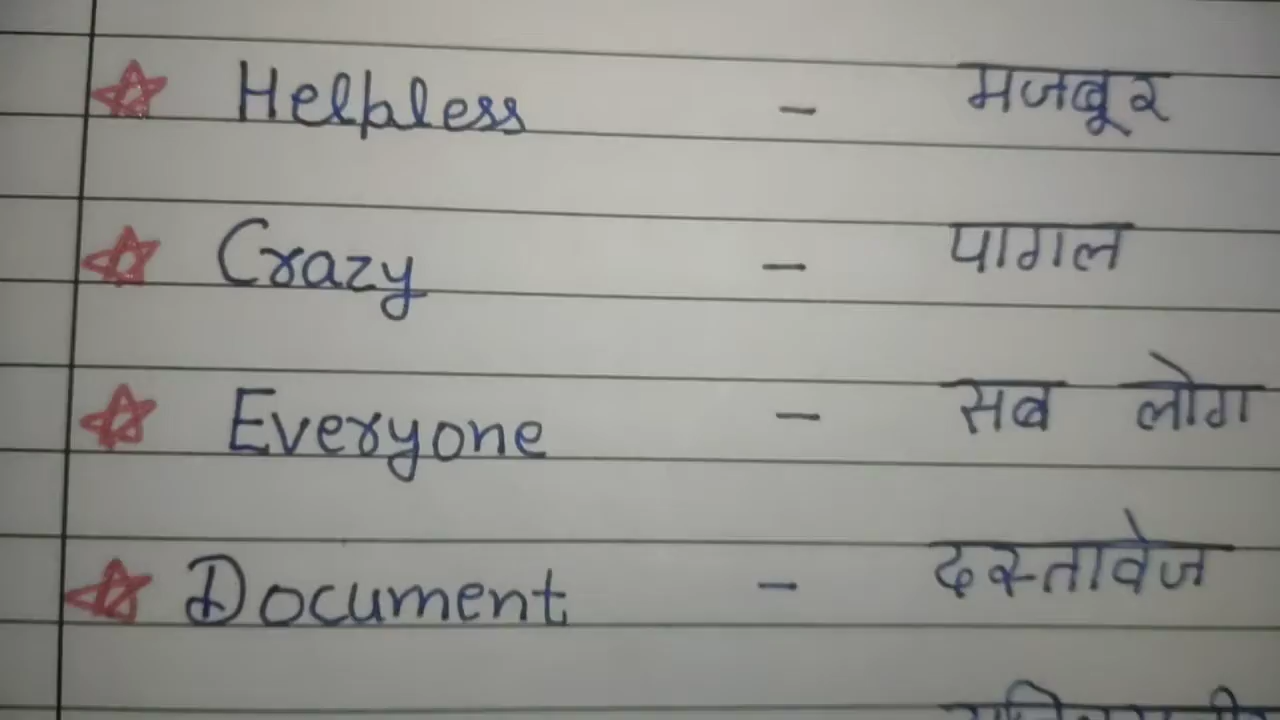 Helpless - मजबूर
Crazy - पागल
Everyone - सब लोग
Document - दस्तावेज